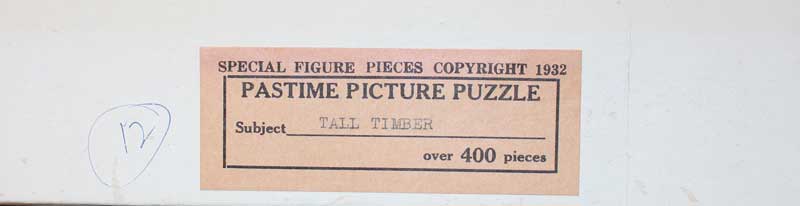 SPECIAL FIGURE PIECES COPYRIGHT 1932
PASTIME PICTURE PUZZLE
Subject TALL TIMBER
over 400 pieces
12